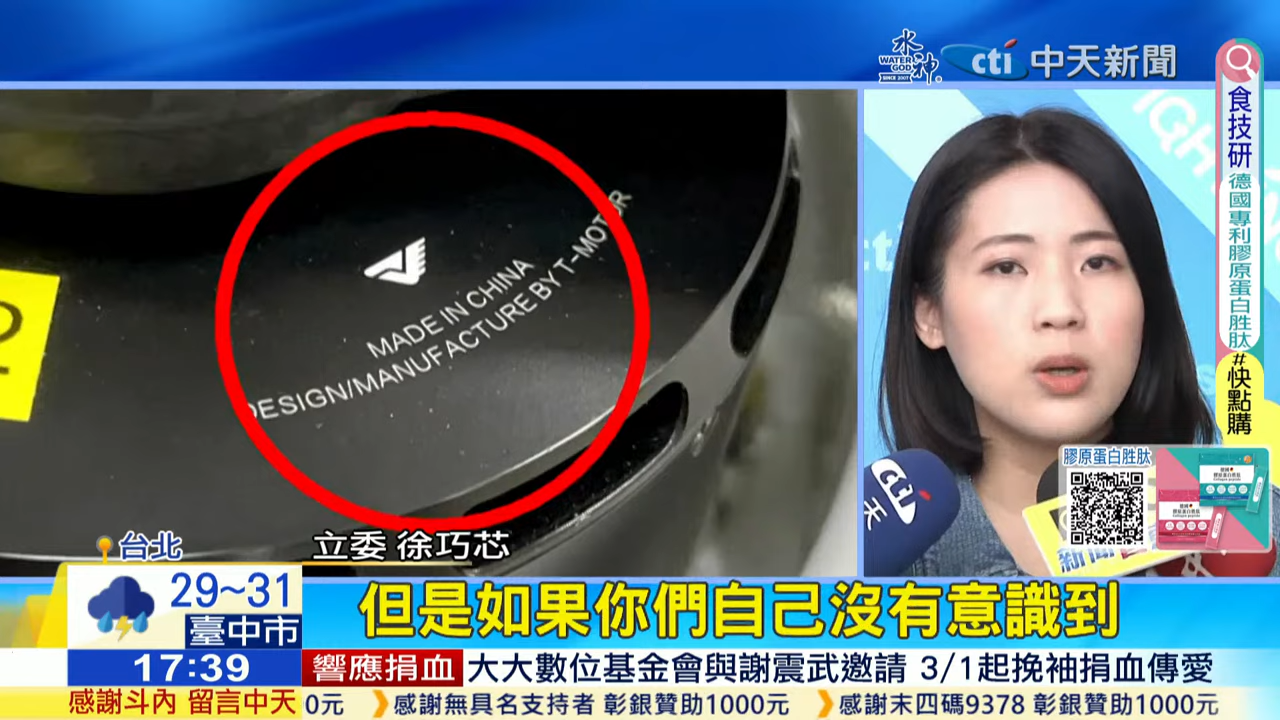 水神
WATER GOD
SINCE 2007
cti 中天新聞
食技研
德國專利膠原蛋白胜肽
#快點購
MADE IN CHINA
DESIGN/MANUFACTURE BY T-MOTOR
cti
天
膠原蛋白胜肽
新聞
台北
立委 徐巧芯
29~31
臺中市
17:39
但是如果你們自己沒有意識到
響應捐血 大大數位基金會與謝震武邀請 3/1起挽袖捐血傳愛
感謝斗內 留言中天 0元 感謝無具名支持者 彰銀贊助1000元 感謝末四碼9378 彰銀贊助1000元